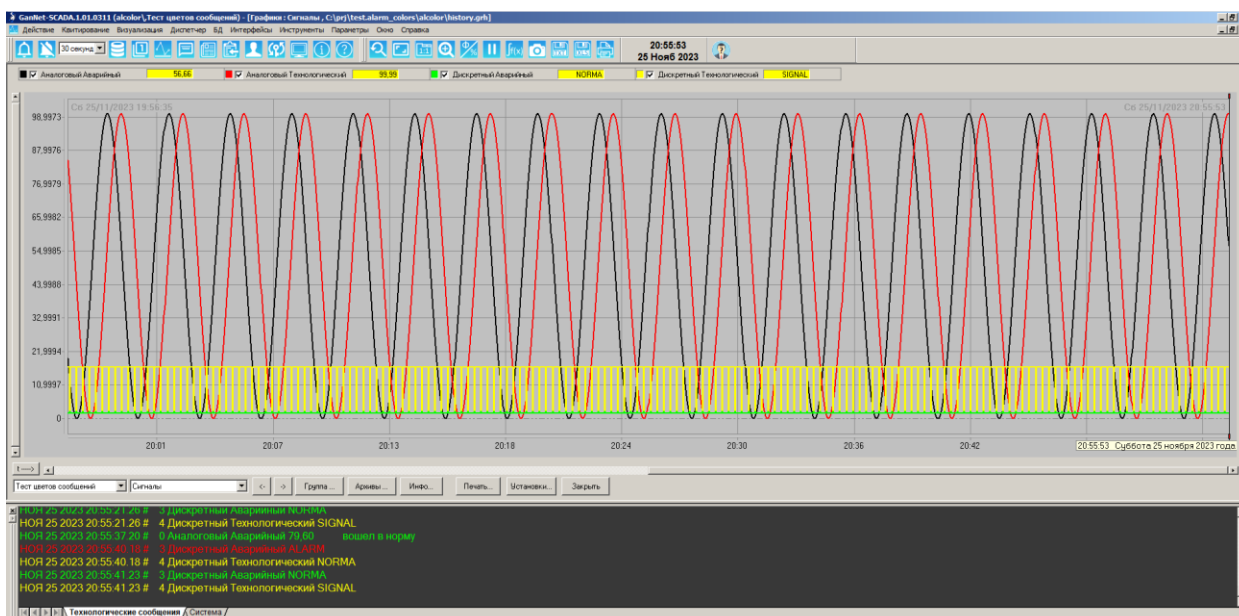 GanNet-SCADA.1.01.0311 (alcolor\,Тест цветов сообщений) - [Графики : Сигналы , C:\prj\test.alarm_colors\alcolor\history.grh]
Действие Квитирование Визуализация Диспетчер БД Интерфейсы Инструменты Параметры Окно Справка
30 секунд
20:55:53
25 Нояб 2023
Аналоговый Аварийный 56,66 Аналоговый Технологический 99,99 Дискретный Аварийный NORMA Дискретный Технологический SIGNAL
Сб 25/11/2023 19:56:35 Сб 25/11/2023 20:55:53
98,9973
87,9976
76,9979
65,9982
54,9985
43,9988
32,9991
21,9994
10,9997
0
20:01 20:07 20:13 20:18 20:24 20:30 20:36 20:42 20:55:53 Суббота 25 ноября 2023 года
t-->
Тест цветов сообщений Сигналы <- -> Группа ... Архивы ... Инфо... Печать... Установки... Закрыть
НОЯ 25 2023 20:55:21.26 # 3 Дискретный Аварийный NORMA
НОЯ 25 2023 20:55:21.26 # 4 Дискретный Технологический SIGNAL
НОЯ 25 2023 20:55:37.20 # 0 Аналоговый Аварийный 79,60 вошел в норму
НОЯ 25 2023 20:55:40.18 # 3 Дискретный Аварийный ALARM
НОЯ 25 2023 20:55:40.18 # 4 Дискретный Технологический NORMA
НОЯ 25 2023 20:55:41.23 # 3 Дискретный Аварийный NORMA
НОЯ 25 2023 20:55:41.23 # 4 Дискретный Технологический SIGNAL
Технологические сообщения Система